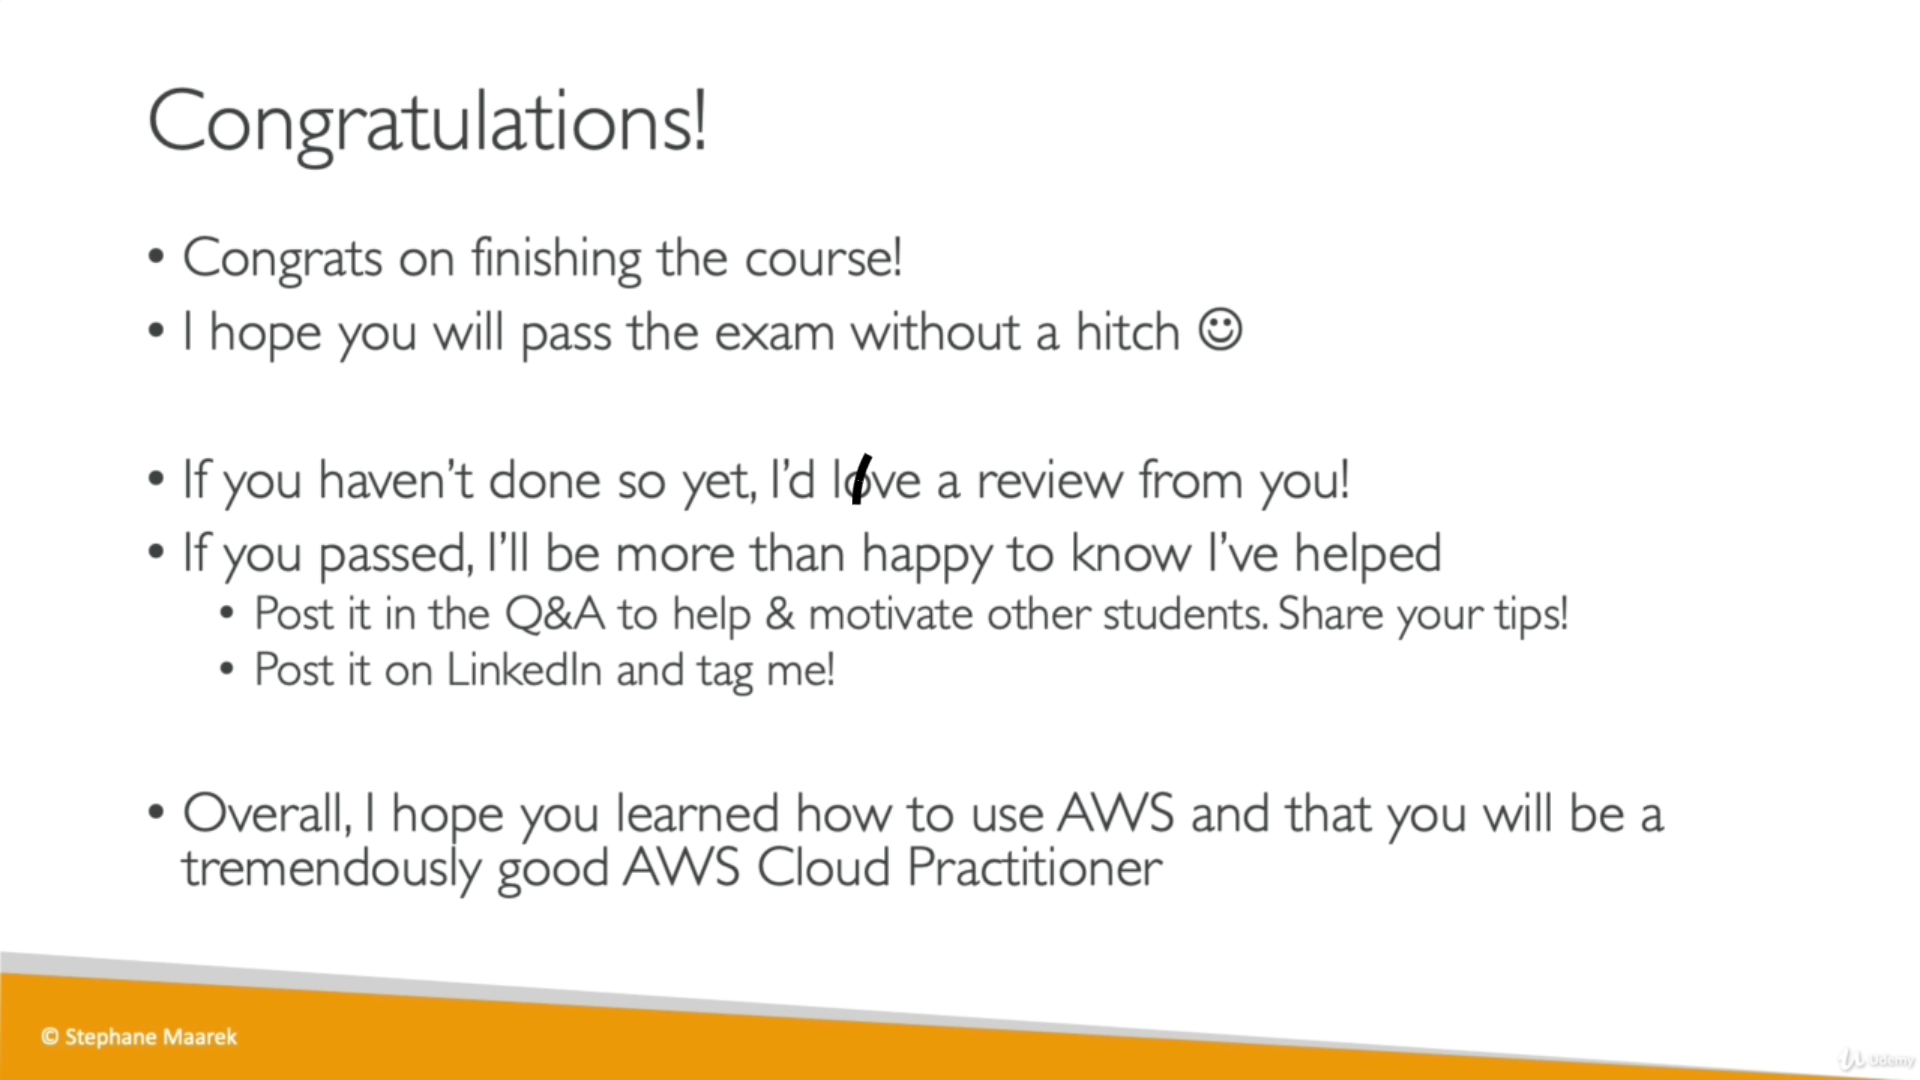 Congratulations!
• Congrats on finishing the course!
• I hope you will pass the exam without a hitch ☺
• If you haven’t done so yet, I’d love a review from you!
• If you passed, I’ll be more than happy to know I’ve helped
• Post it in the Q&A to help & motivate other students. Share your tips!
• Post it on LinkedIn and tag me!
• Overall, I hope you learned how to use AWS and that you will be a
tremendously good AWS Cloud Practitioner
© Stephane Maarek
Udemy